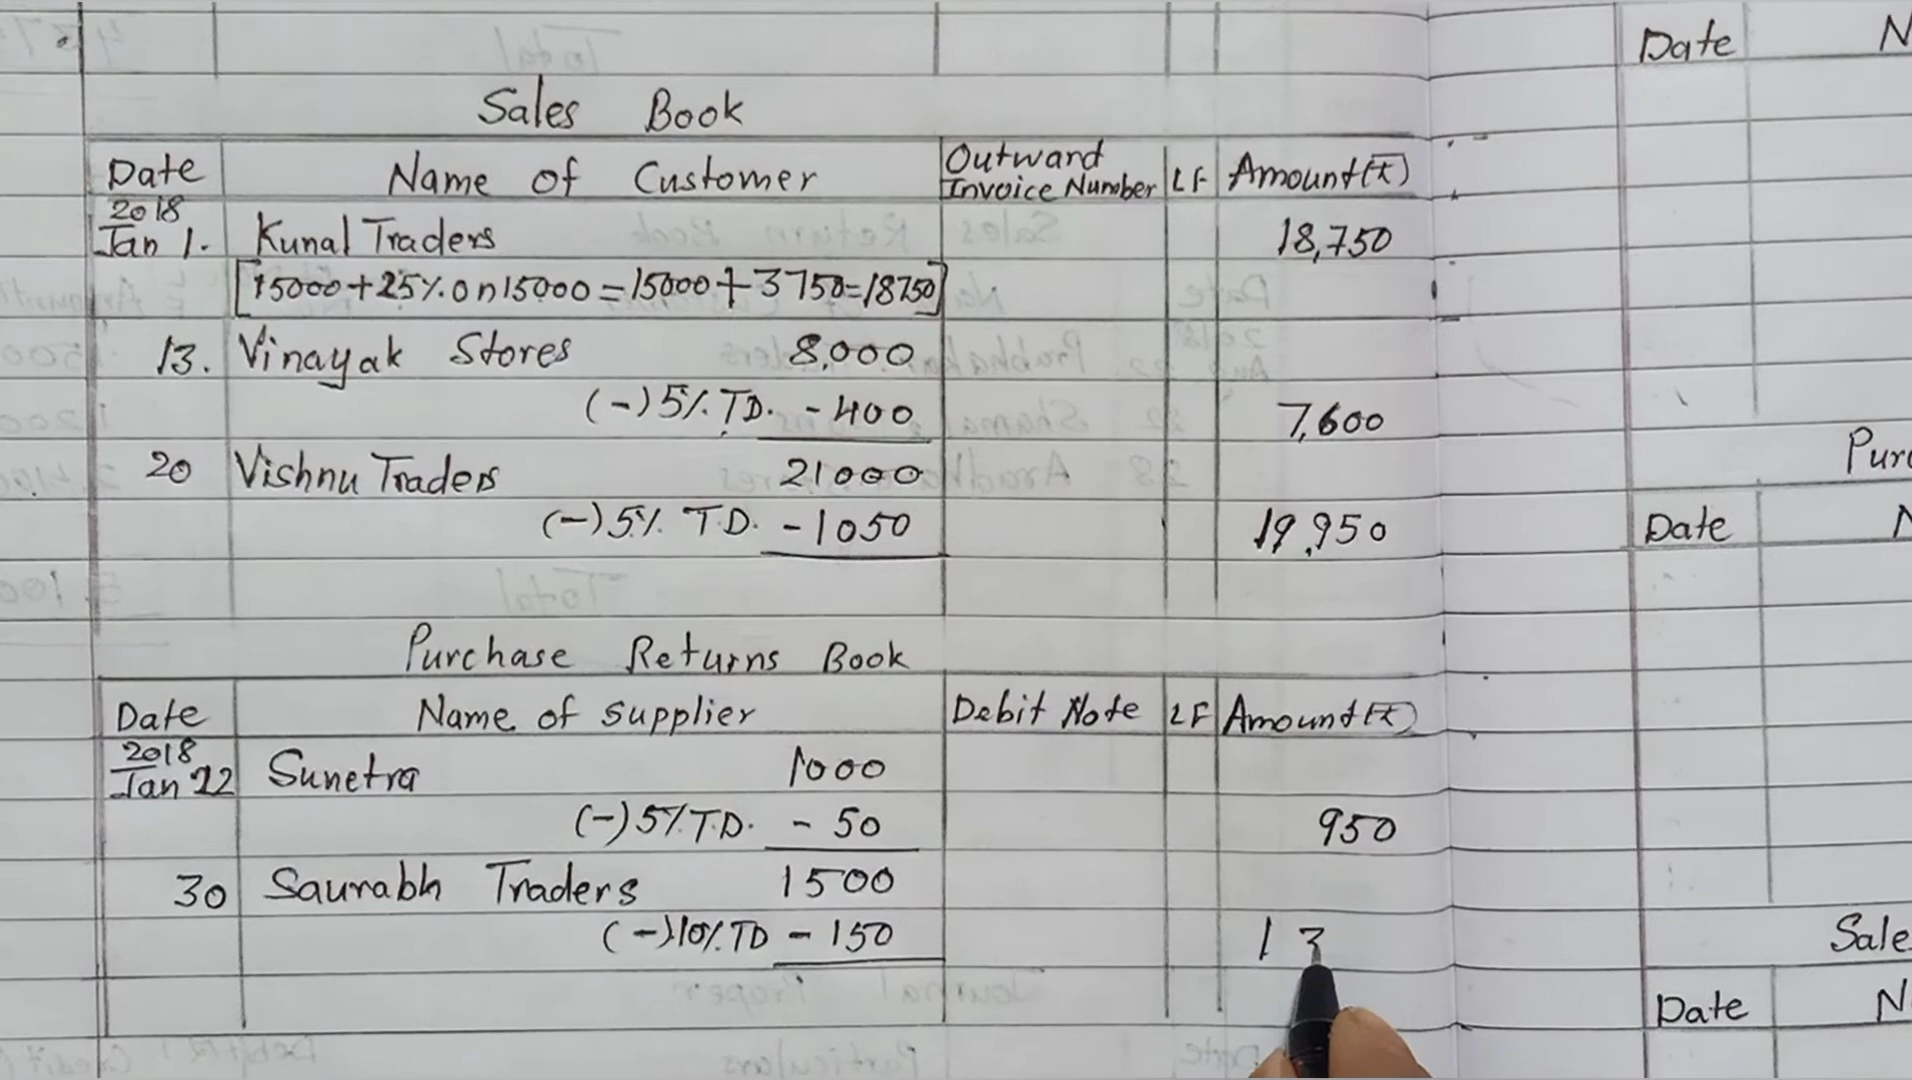 Sales Book
Date Name of Customer Outward Invoice Number LF Amount(₹)
2018
Jan 1. Kunal Traders 18,750
[15000+25%.on15000=15000+3750=18750]
13. Vinayak Stores 8,000
(-)5%.TD. -400 7,600
20 Vishnu Traders 21000
(-)5%. T.D. -1050 19,950
Purchase Returns Book
Date Name of supplier Debit Note LF Amount(₹)
2018
Jan 22 Sunetra 1000
(-)5%T.D. - 50 950
30 Saurabh Traders 1500
(-)10%TD - 150 13
Date N
Purc
Date N
Sale
Date N